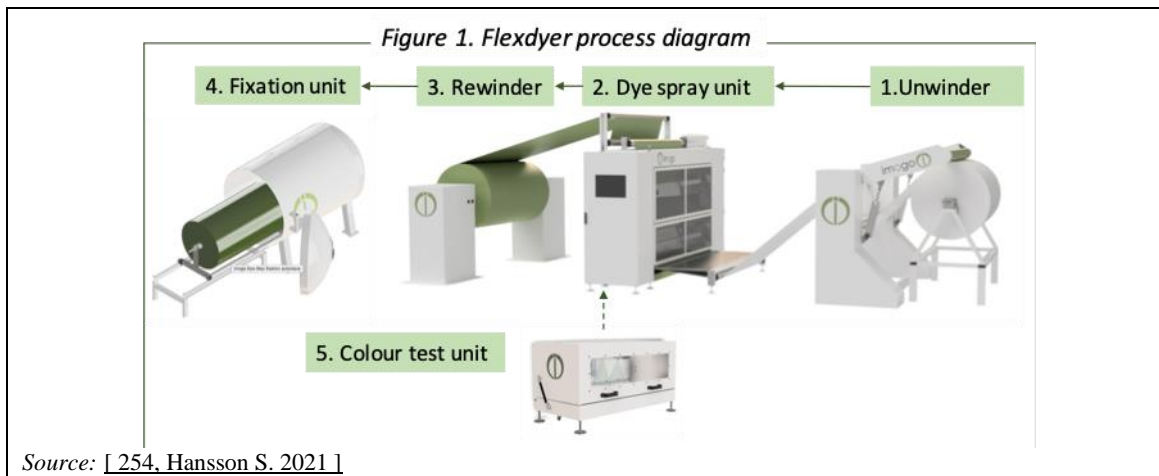 Figure 1. Flexdyer process diagram
4. Fixation unit
3. Rewinder
2. Dye spray unit
1.Unwinder
imogo
5. Colour test unit
Source: [ 254, Hansson S. 2021 ]